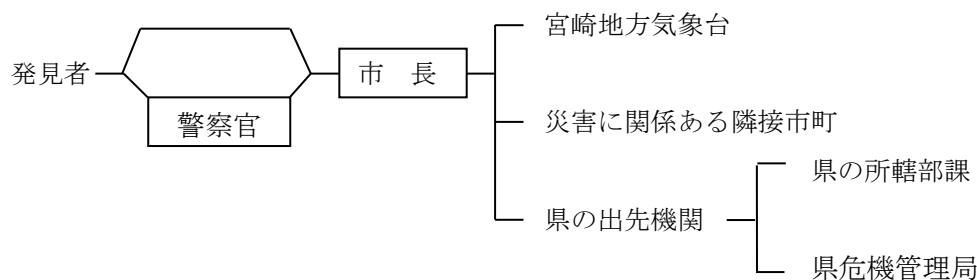 発見者
警察官
市　長
宮崎地方気象台
災害に関係ある隣接市町
県の出先機関
県の所轄部課
県危機管理局